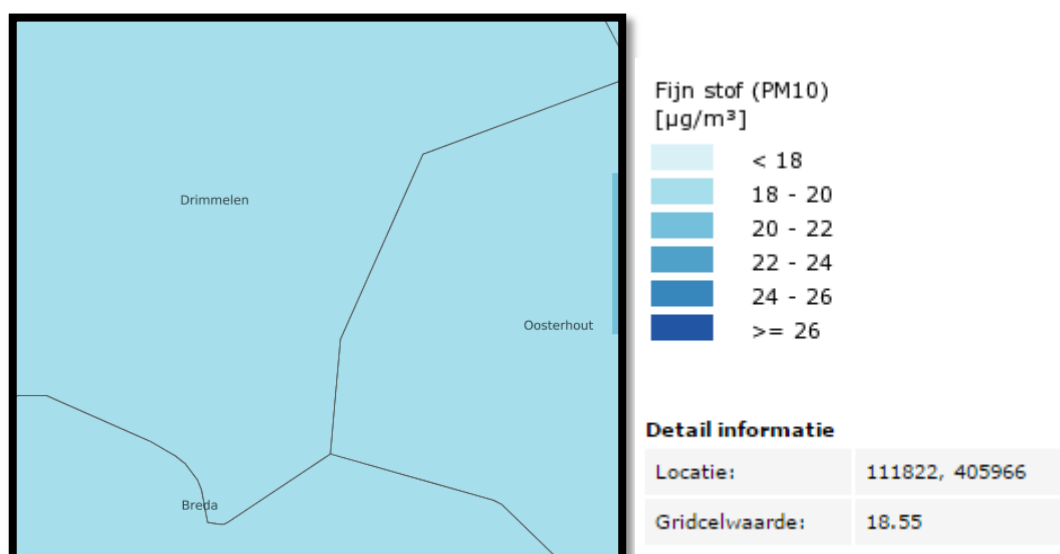 Drimmelen
Oosterhout
Breda
Fijn stof (PM10)
[µg/m³]
< 18
18 - 20
20 - 22
22 - 24
24 - 26
>= 26
Detail informatie
Locatie: 111822, 405966
Gridcelwaarde: 18.55